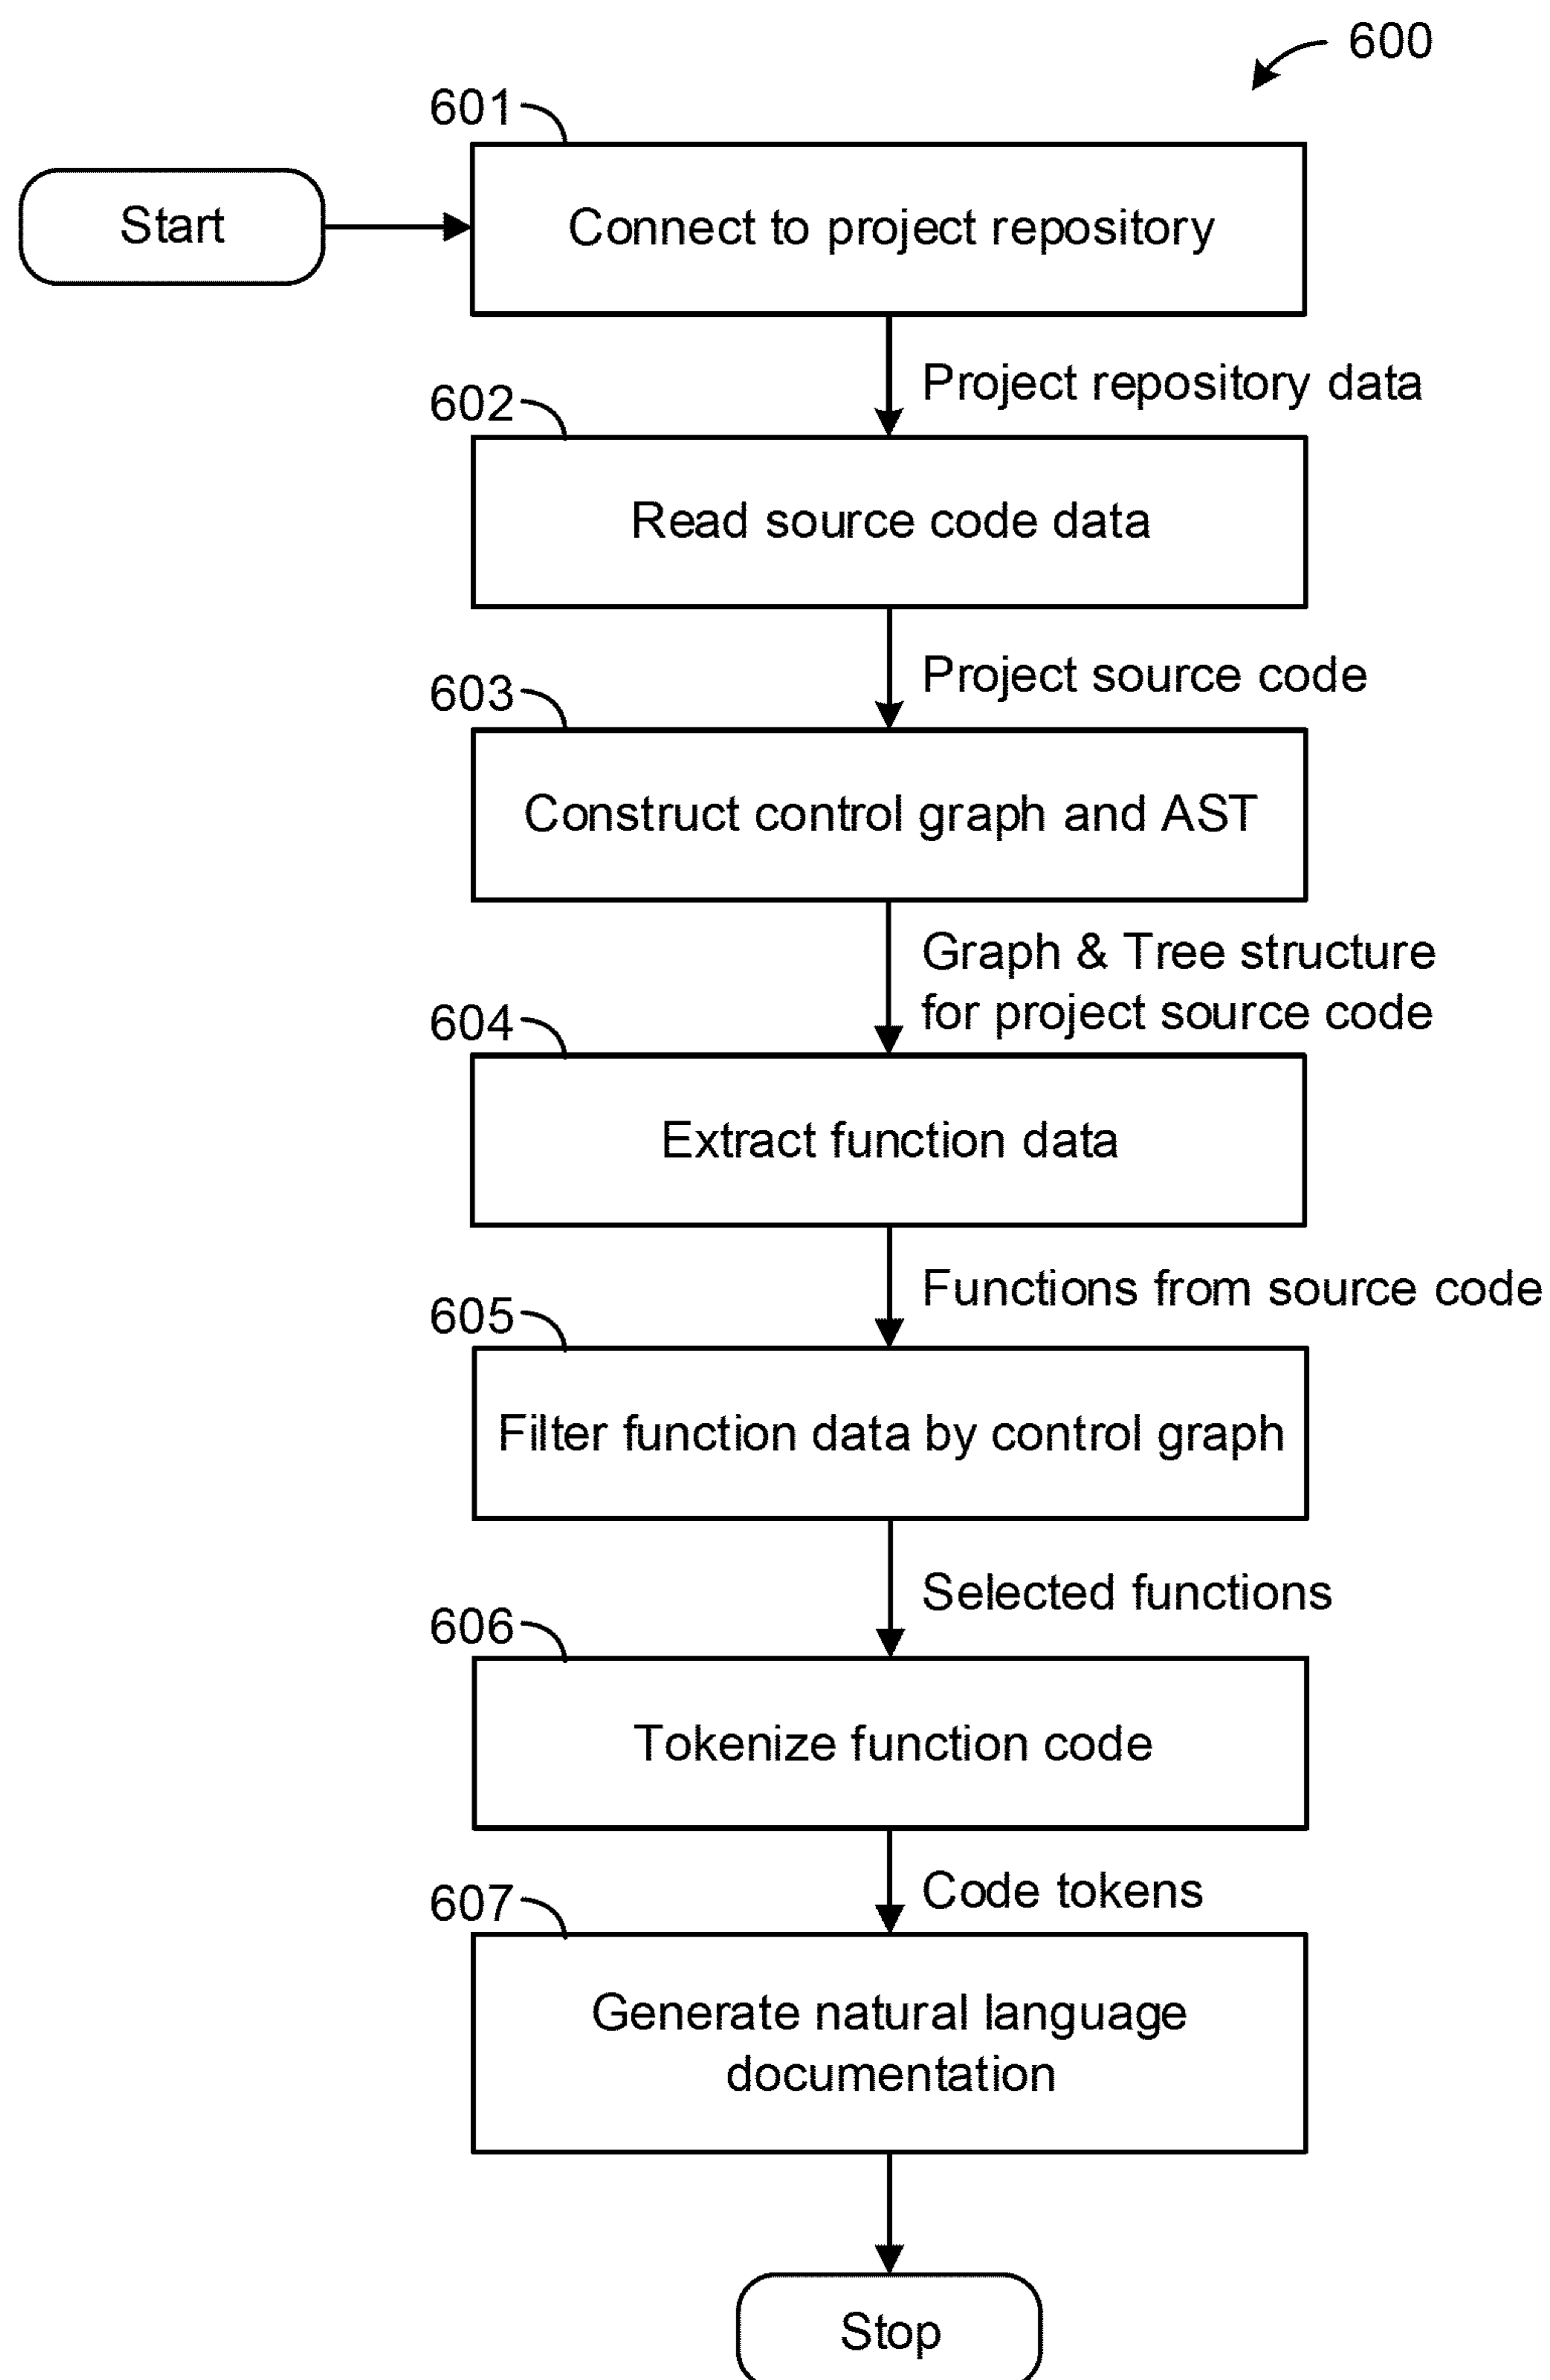 600
601
Start
Connect to project repository
Project repository data
602
Read source code data
Project source code
603
Construct control graph and AST
Graph & Tree structure
for project source code
604
Extract function data
Functions from source code
605
Filter function data by control graph
Selected functions
606
Tokenize function code
Code tokens
607
Generate natural language
documentation
Stop